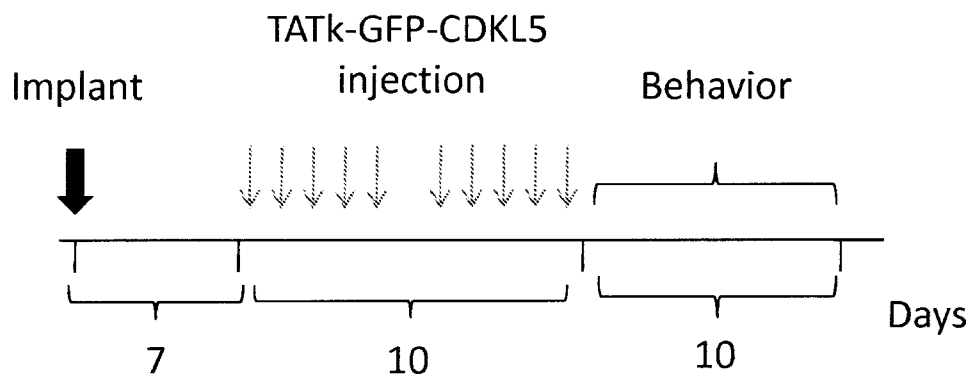 TATk-GFP-CDKL5
injection
Implant
Behavior
Days
7
10
10